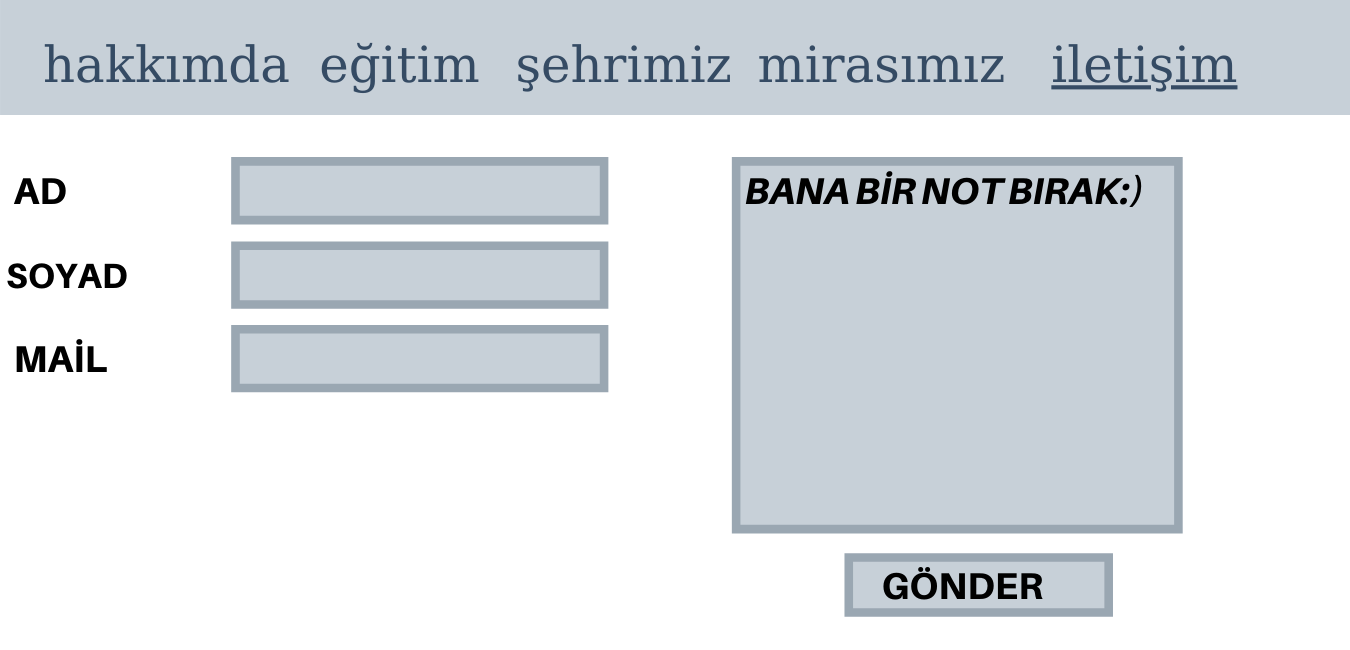 hakkımda eğitim şehrimiz mirasımız iletişim
AD
SOYAD
MAİL
BANA BİR NOT BIRAK:)
GÖNDER